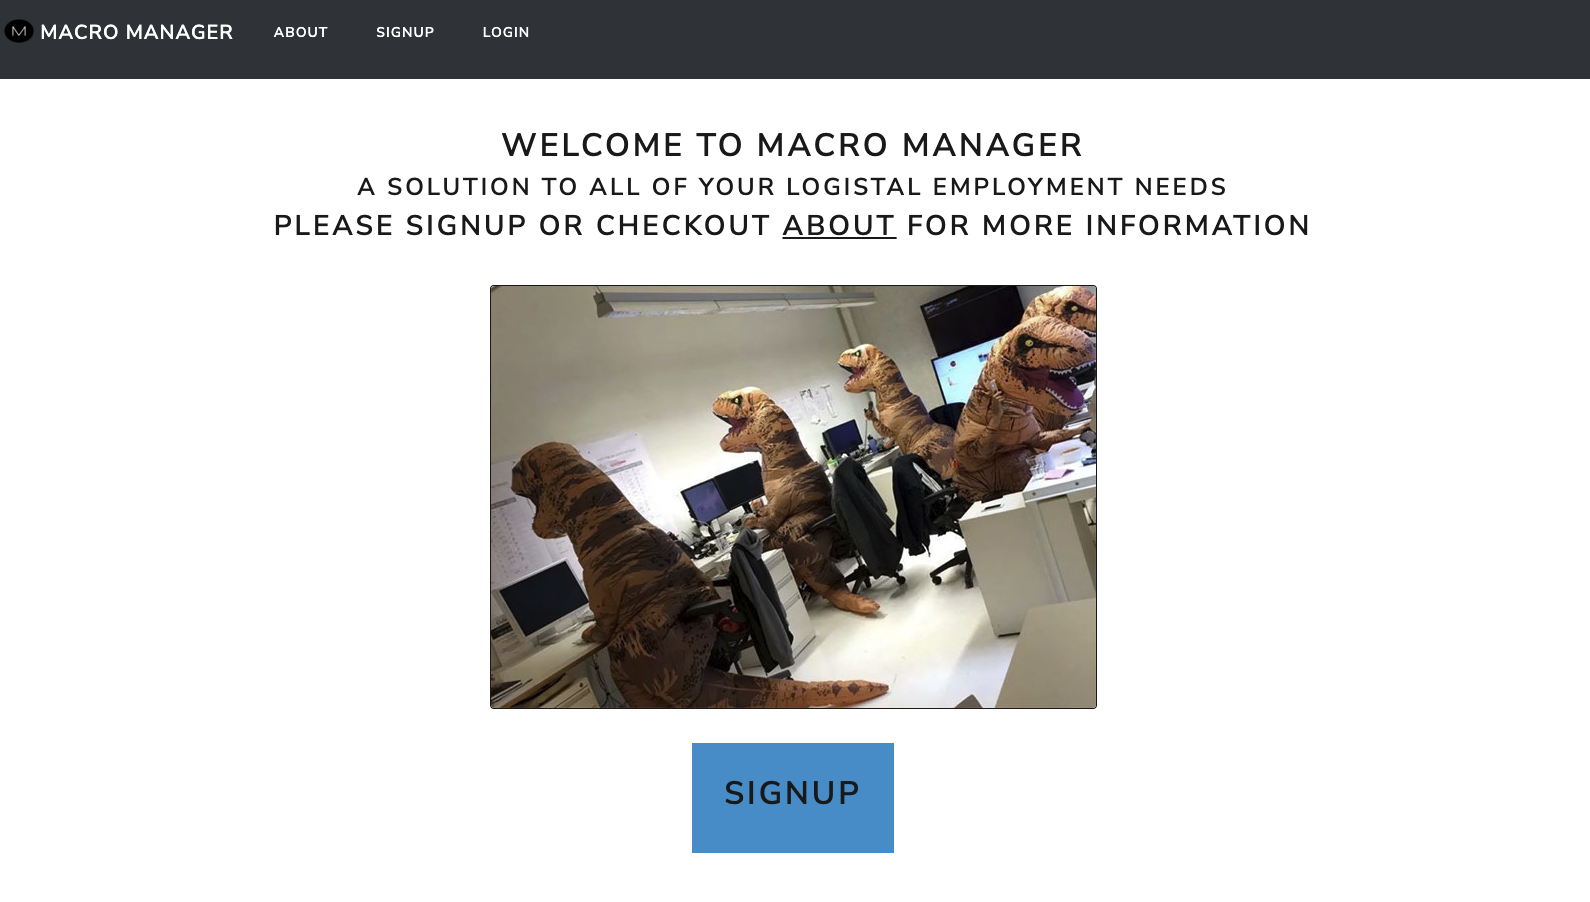 M MACRO MANAGER ABOUT SIGNUP LOGIN
WELCOME TO MACRO MANAGER
A SOLUTION TO ALL OF YOUR LOGISTAL EMPLOYMENT NEEDS
PLEASE SIGNUP OR CHECKOUT ABOUT FOR MORE INFORMATION
SIGNUP